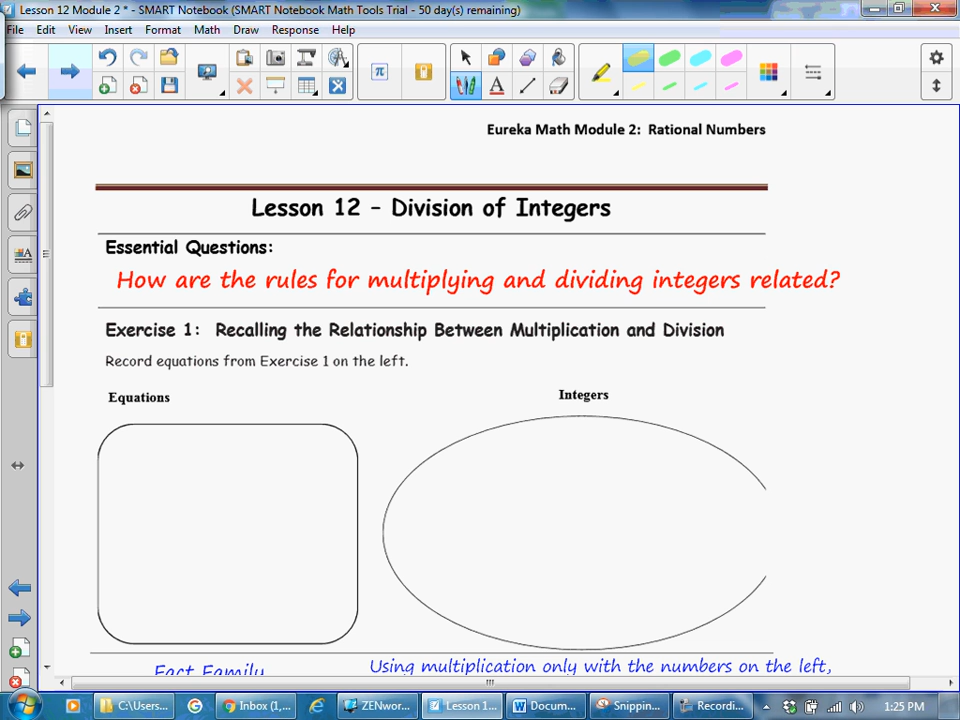 Lesson 12 Module 2 * - SMART Notebook (SMART Notebook Math Tools Trial - 50 day(s) remaining)
File Edit View Insert Format Math Draw Response Help
Eureka Math Module 2: Rational Numbers
Lesson 12 – Division of Integers
Essential Questions:
How are the rules for multiplying and dividing integers related?
Exercise 1: Recalling the Relationship Between Multiplication and Division
Record equations from Exercise 1 on the left.
Equations
Integers
Fact Family
Using multiplication only with the numbers on the left,
C:\Users... Inbox (1,... ZENwor... Lesson 1... Docum... Snippin... Recordi... 1:25 PM